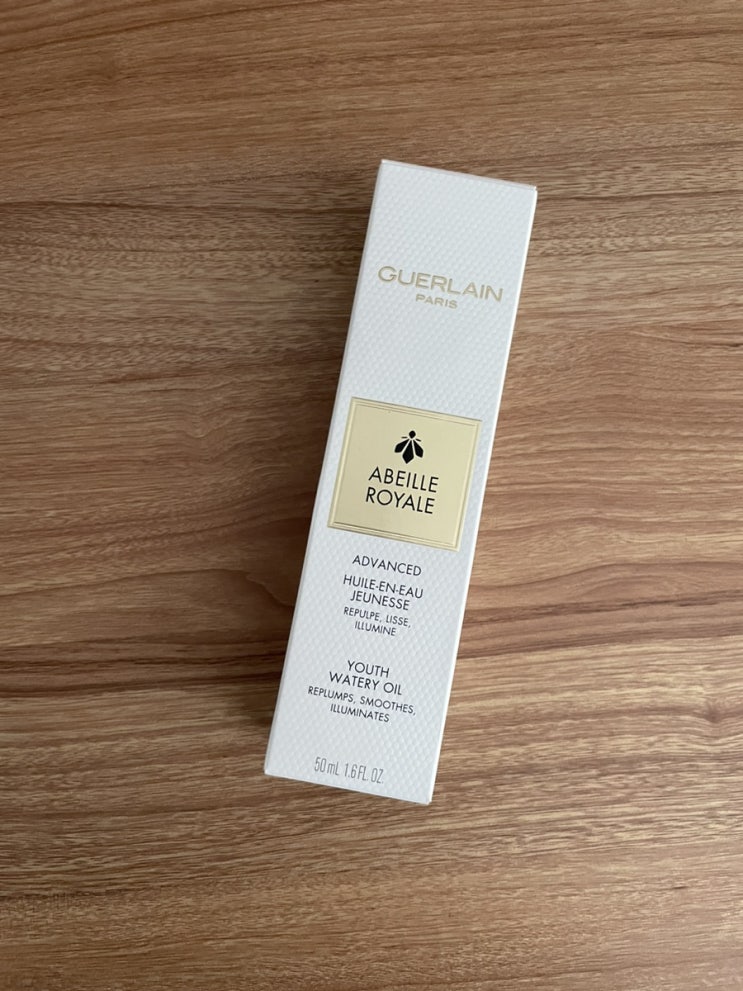 GUERLAIN
PARIS
ABEILLE
ROYALE
ADVANCED
HUILE-EN-EAU
JEUNESSE
REPULPE, LISSE,
ILLUMINE
YOUTH
WATERY OIL
REPLUMPS, SMOOTHES,
ILLUMINATES
50 mL 1.6 FL. OZ.